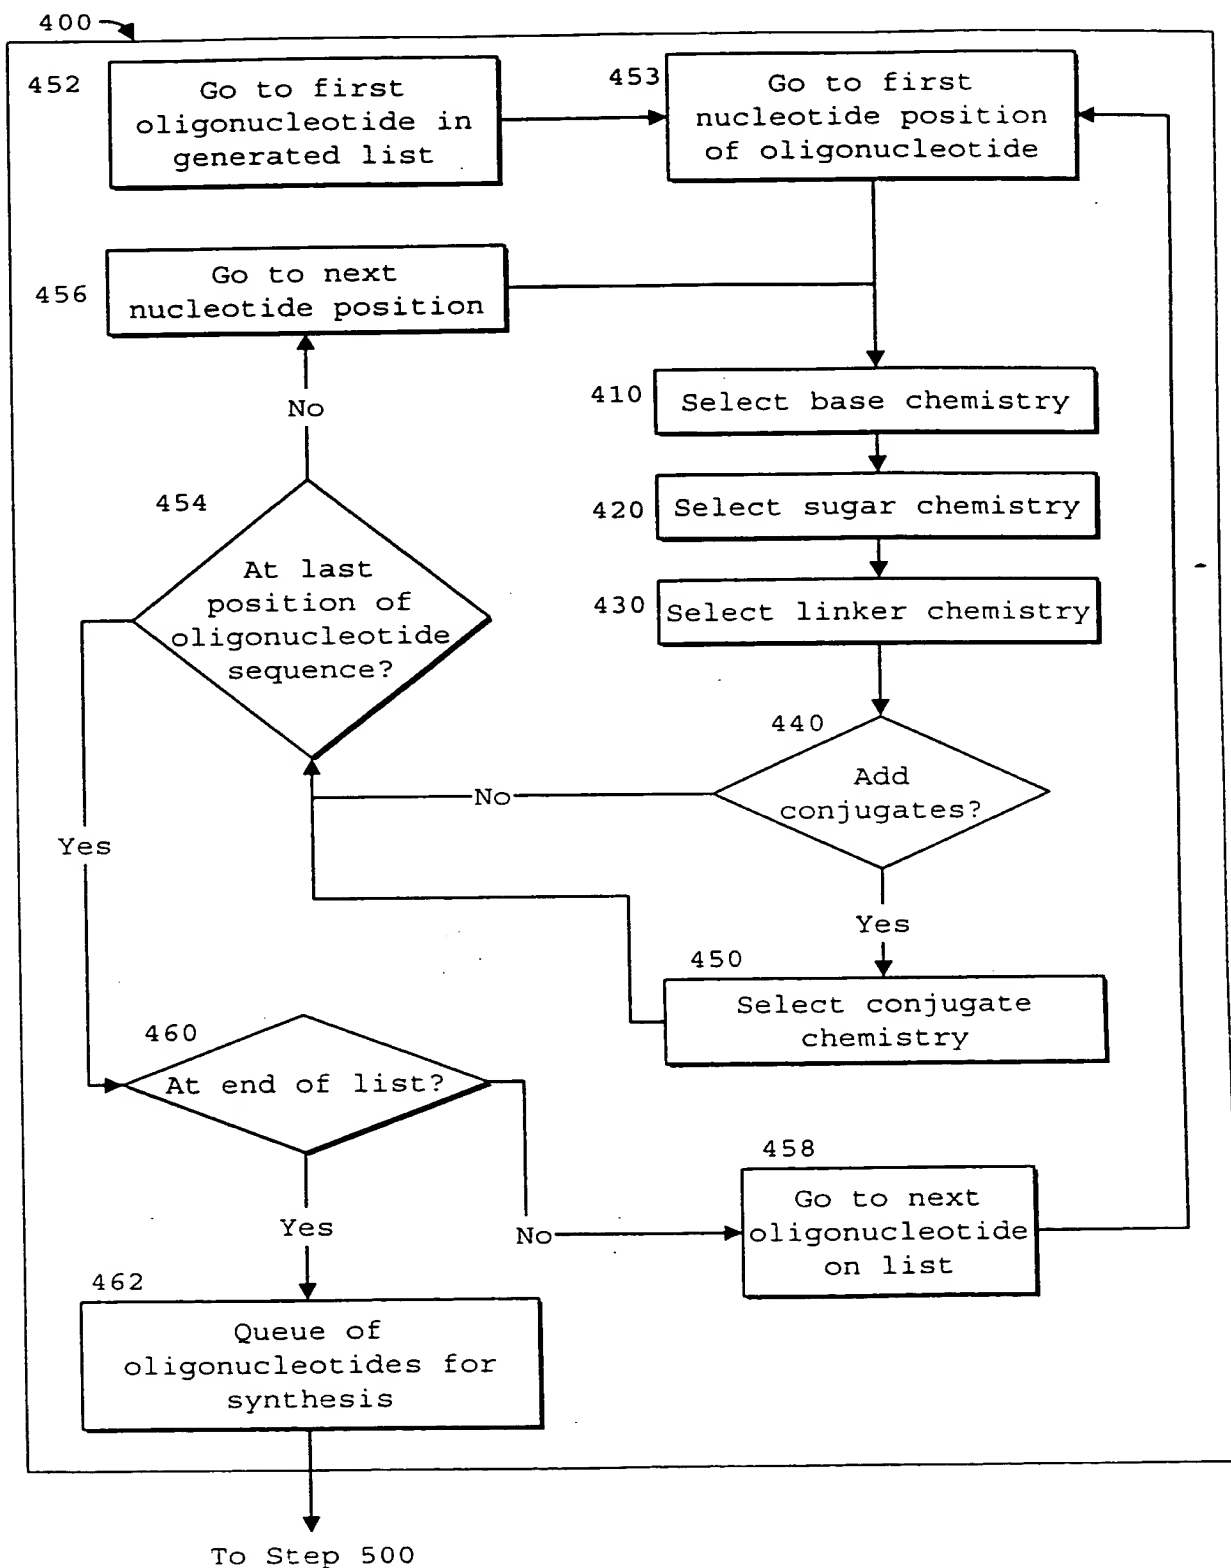 400
452
Go to first
oligonucleotide in
generated list
453
Go to first
nucleotide position
of oligonucleotide
456
Go to next
nucleotide position
410
Select base chemistry
No
454
420
Select sugar chemistry
At last
position of
oligonucleotide
sequence?
430
Select linker chemistry
440
Add
conjugates?
No
Yes
Yes
450
Select conjugate
chemistry
460
At end of list?
458
Go to next
oligonucleotide
on list
Yes
No
462
Queue of
oligonucleotides for
synthesis
To Step 500